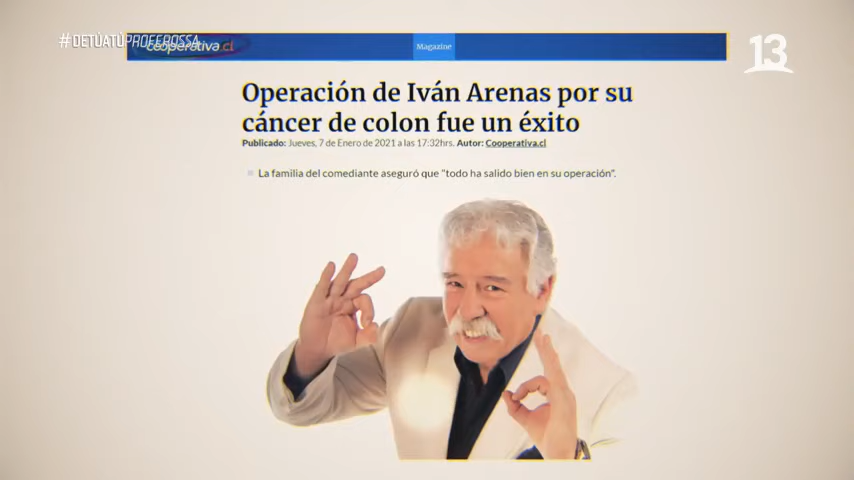 #DETÚATÚPROFEROSSA
cooperativa.cl
Magazine
13
Operación de Iván Arenas por su
cáncer de colon fue un éxito
Publicado: Jueves, 7 de Enero de 2021 a las 17:32hrs. Autor: Cooperativa.cl
La familia del comediante aseguró que "todo ha salido bien en su operación".